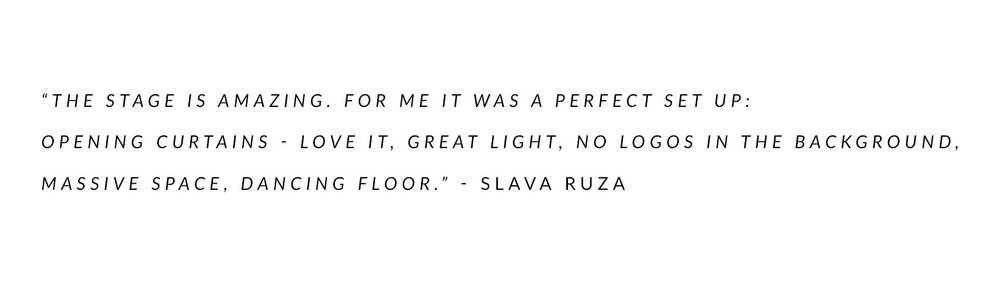 “THE STAGE IS AMAZING. FOR ME IT WAS A PERFECT SET UP:
OPENING CURTAINS - LOVE IT, GREAT LIGHT, NO LOGOS IN THE BACKGROUND,
MASSIVE SPACE, DANCING FLOOR.” - SLAVA RUZA